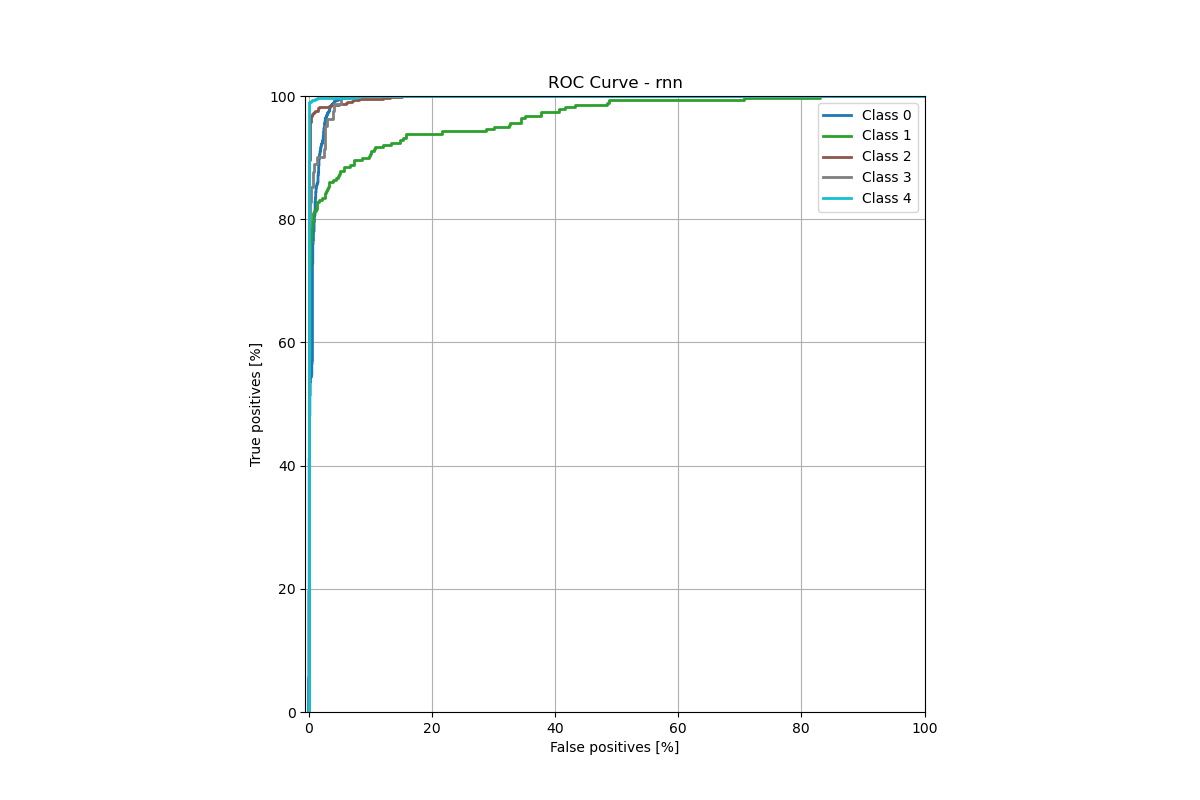 ROC Curve - rnn
100
80
60
40
20
0
True positives [%]
Class 0
Class 1
Class 2
Class 3
Class 4
0 20 40 60 80 100
False positives [%]